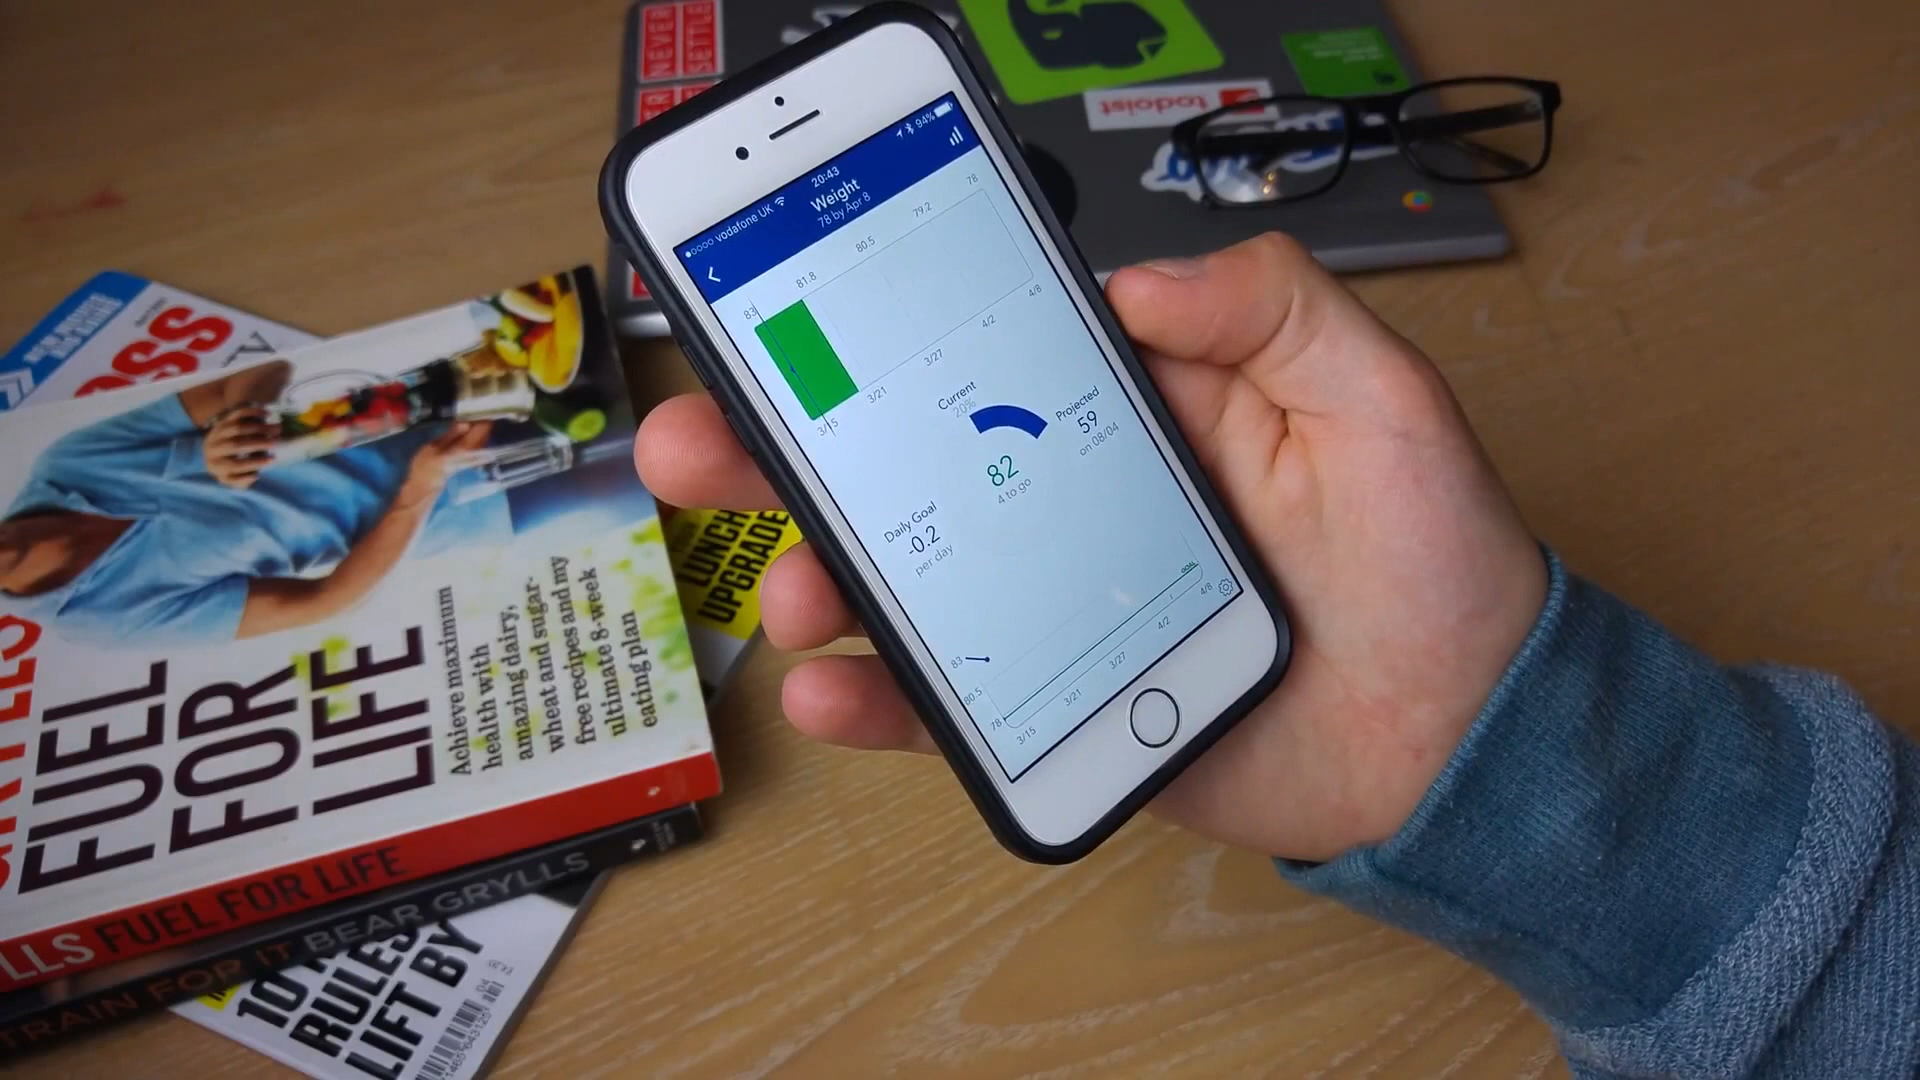 NEVER
SETTLE
todoist
vodafone UK
20:43
94%
Weight
78 by Apr 8
83
81.8
80.5
79.2
78
3/15
3/21
3/27
4/2
4/8
Current
20%
82
4 to go
Projected
59
on 08/04
Daily Goal
-0.2
per day
GOAL
83
80.5
78
3/15
3/21
3/27
4/2
4/8
FUEL
FOR
LIFE
Achieve maximum
health with
amazing dairy,
wheat and sugar-
free recipes and my
ultimate 8-week
eating plan
LLS FUEL FOR LIFE
TRAIN FOR IT BEAR GRYLLS
LUNCH
UPGRADE
10
RULES
LIFT BY